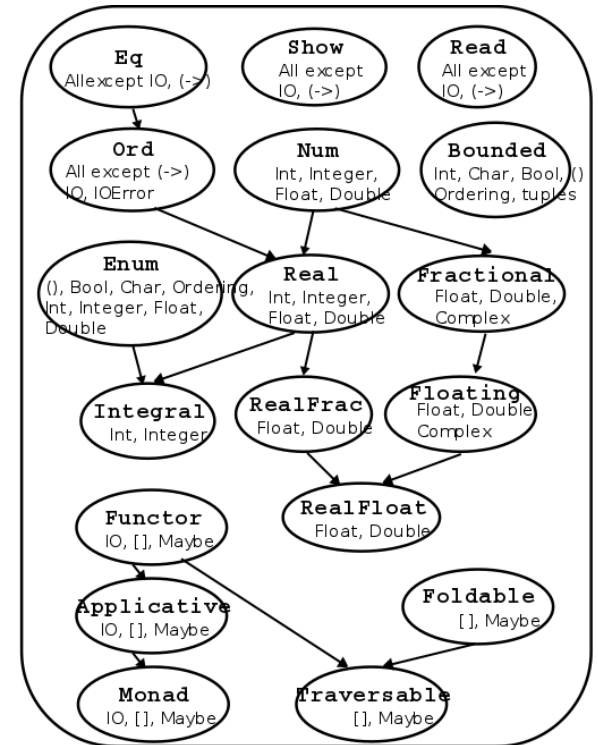 Eq
Allexcept IO, (->)
Show
All except
IO, (->)
Read
All except
IO, (->)
Ord
All except (->)
IO, IOError
Num
Int, Integer,
Float, Double
Bounded
Int, Char, Bool, ()
Ordering, tuples
Enum
(), Bool, Char, Ordering,
Int, Integer, Float,
Double
Real
Int, Integer,
Float, Double
Fractional
Float, Double,
Complex
Integral
Int, Integer
RealFrac
Float, Double
Floating
Float, Double
Complex
RealFloat
Float, Double
Functor
IO, [], Maybe
Applicative
IO, [], Maybe
Foldable
[], Maybe
Monad
IO, [], Maybe
Traversable
[], Maybe